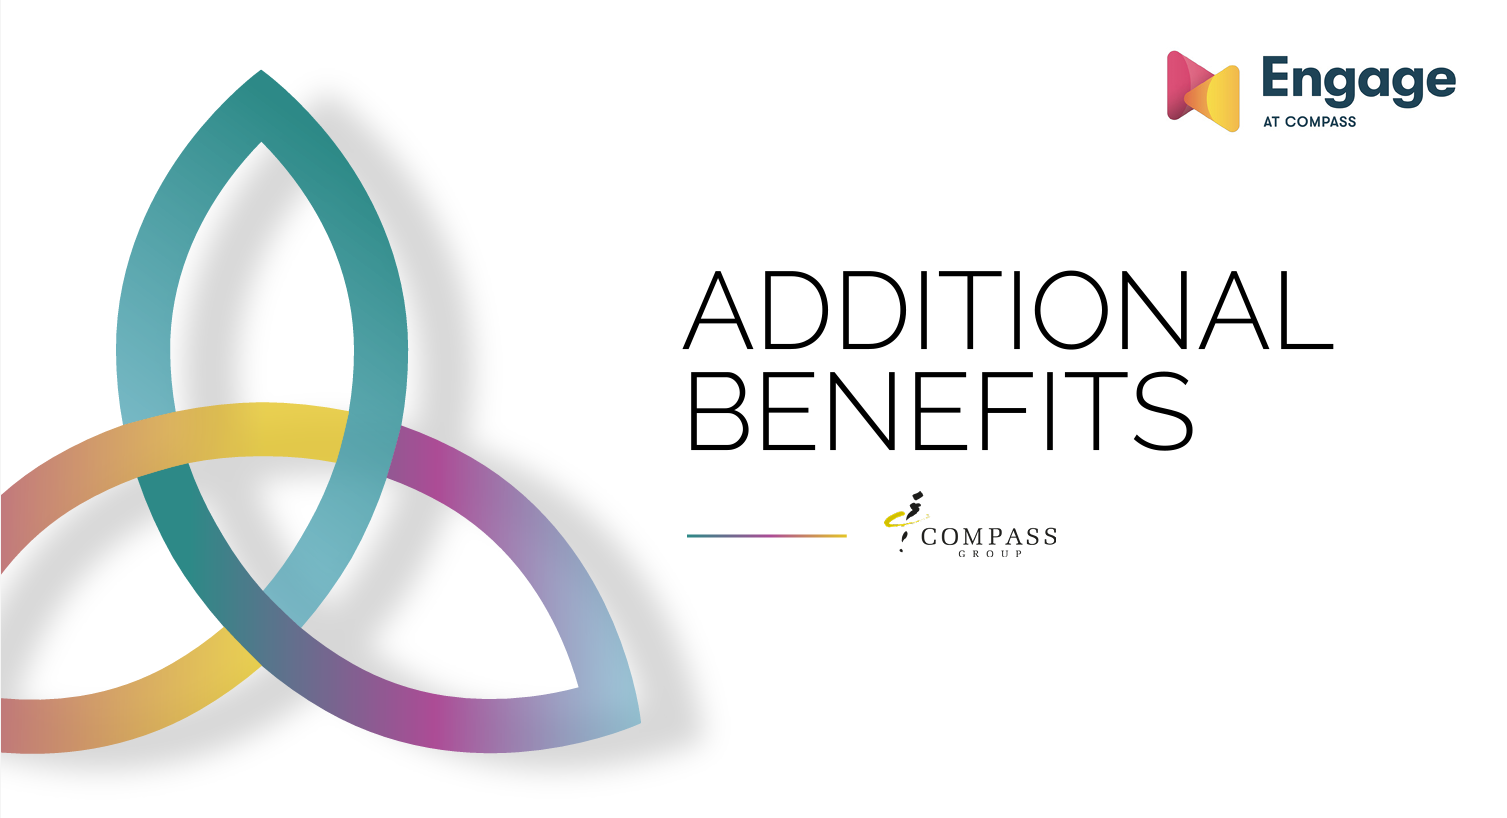 Engage
AT COMPASS
ADDITIONAL
BENEFITS
COMPASS
GROUP